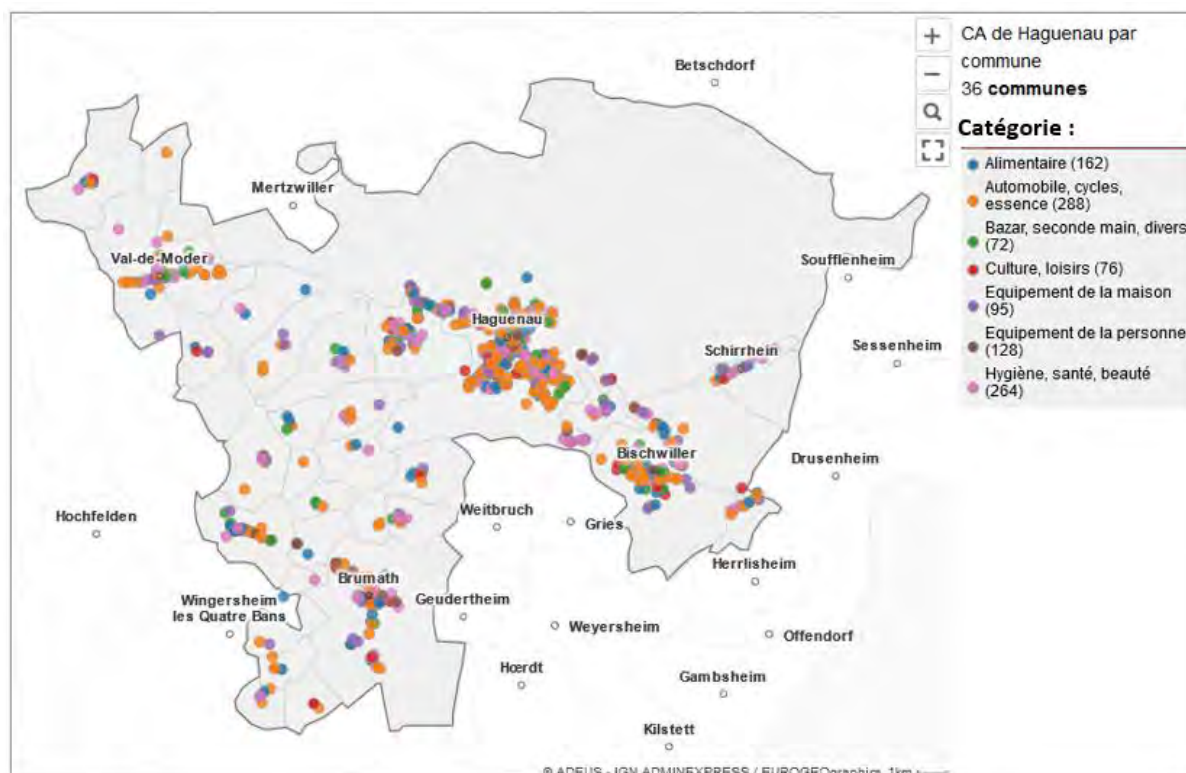 +
CA de Haguenau par
commune
36 communes
−
Catégorie :
Alimentaire (162)
Automobile, cycles,
essence (288)
Bazar, seconde main, divers
(72)
Culture, loisirs (76)
Equipement de la maison
(95)
Equipement de la personne
(128)
Hygiène, santé, beauté
(264)
Betschdorf
Mertzwiller
Val-de-Moder
Soufflenheim
Haguenau
Schirrhein
Sessenheim
Bischwiller
Drusenheim
Hochfelden
Weitbruch
Gries
Brumath
Herrlisheim
Wingersheim
les Quatre Bans
Geudertheim
Weyersheim
Offendorf
Hœrdt
Gambsheim
Kilstett
© ADEUS - IGN ADMINEXPRESS / EUROGEOgraphics 1km